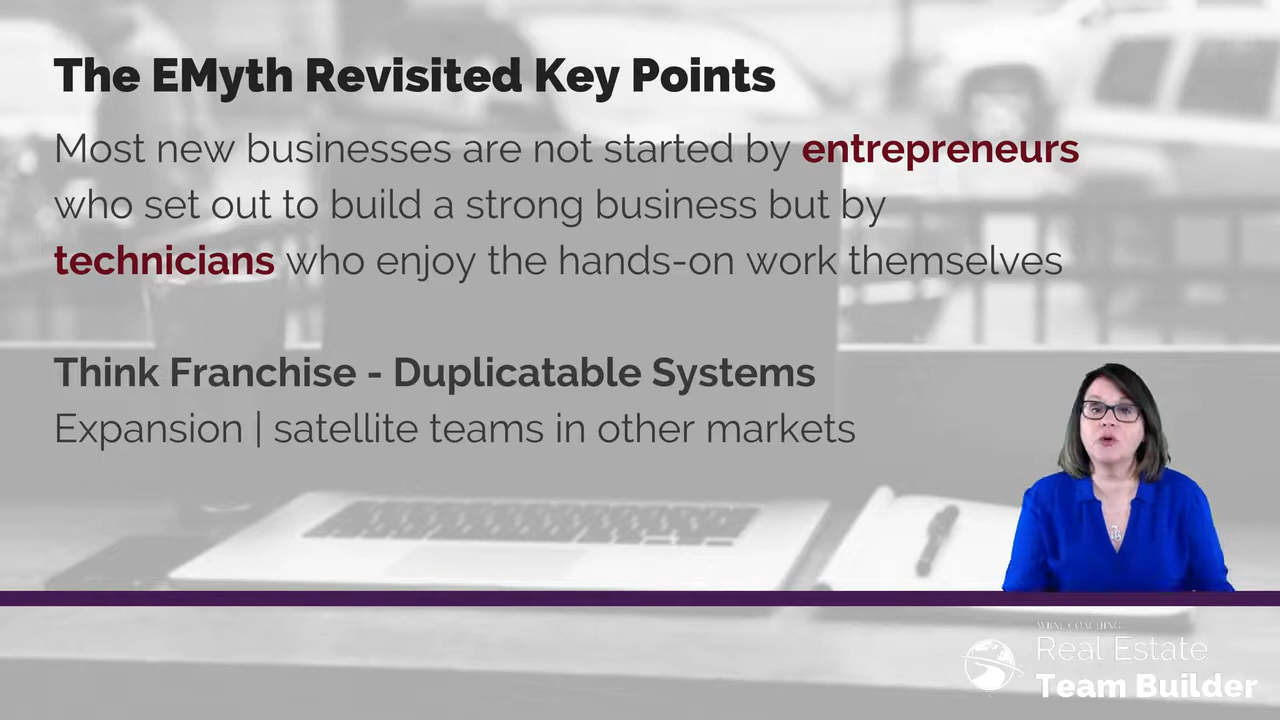 The EMyth Revisited Key Points
Most new businesses are not started by entrepreneurs
who set out to build a strong business but by
technicians who enjoy the hands-on work themselves
Think Franchise - Duplicatable Systems
Expansion | satellite teams in other markets
COACHING
Real Estate
Team Builder